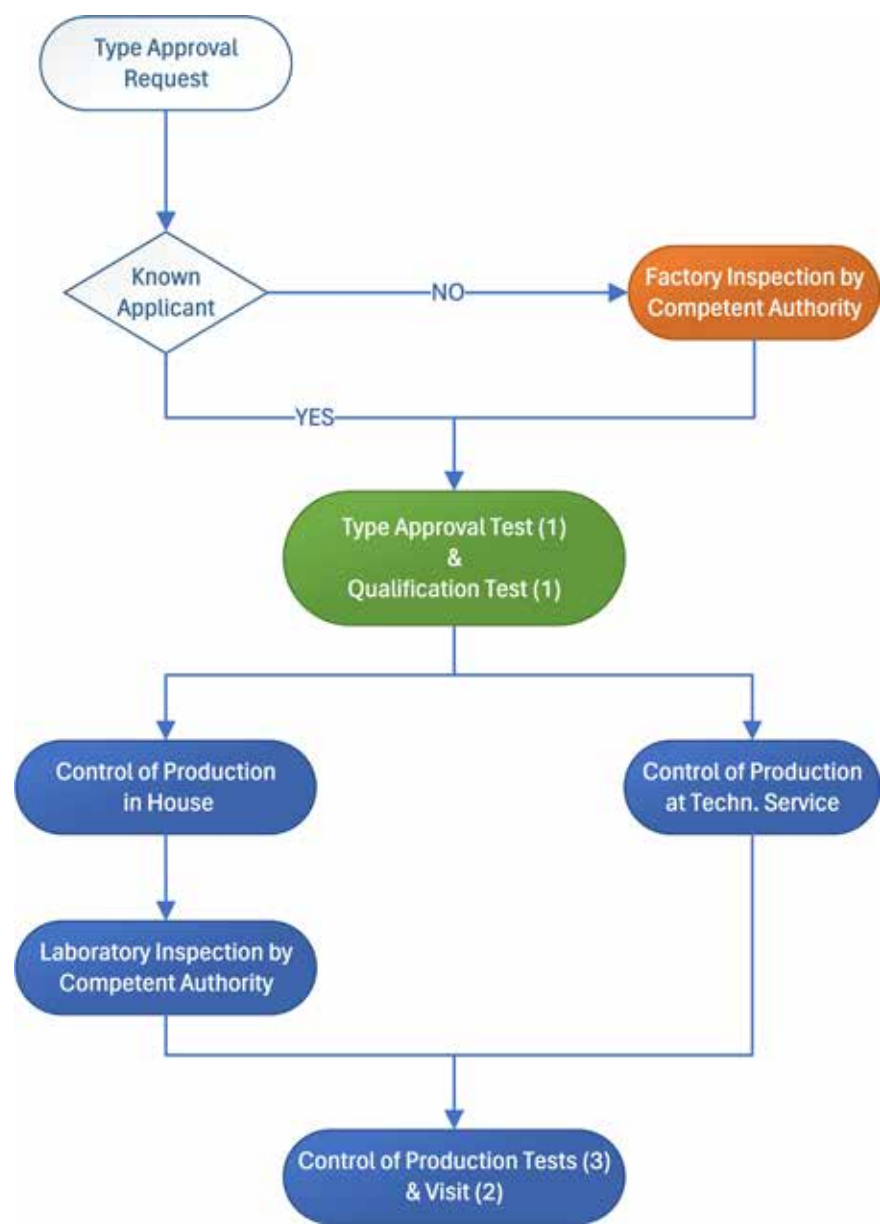 Type Approval
Request
Known
Applicant
NO
Factory Inspection by
Competent Authority
YES
Type Approval Test (1)
&
Qualification Test (1)
Control of Production
in House
Control of Production
at Techn. Service
Laboratory Inspection by
Competent Authority
Control of Production Tests (3)
& Visit (2)